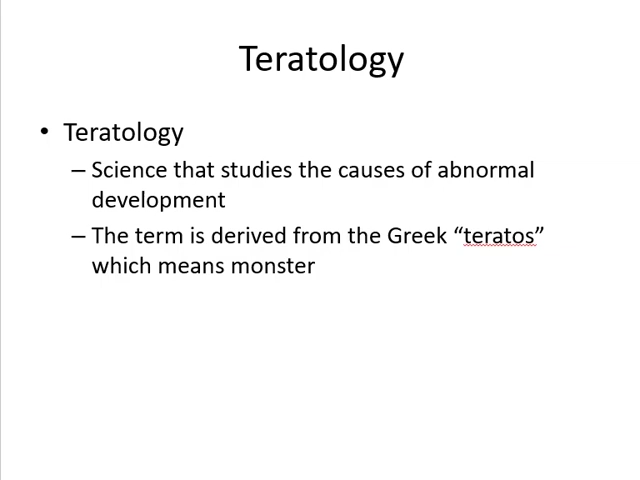 Teratology
• Teratology
– Science that studies the causes of abnormal
development
– The term is derived from the Greek “teratos”
which means monster